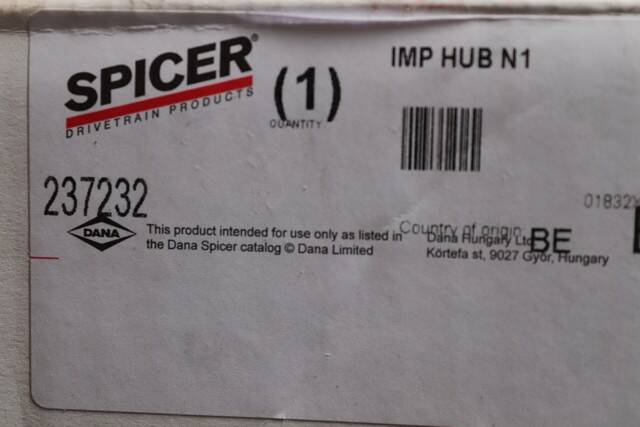 SPICER®
DRIVETRAIN PRODUCTS
(1)
QUANTITY
IMP HUB N1
237232
01832
DANA
This product intended for use only as listed in
the Dana Spicer catalog © Dana Limited
Country of origin
BE
Dana Hungary Ltd
Körtefa st, 9027 Győr, Hungary